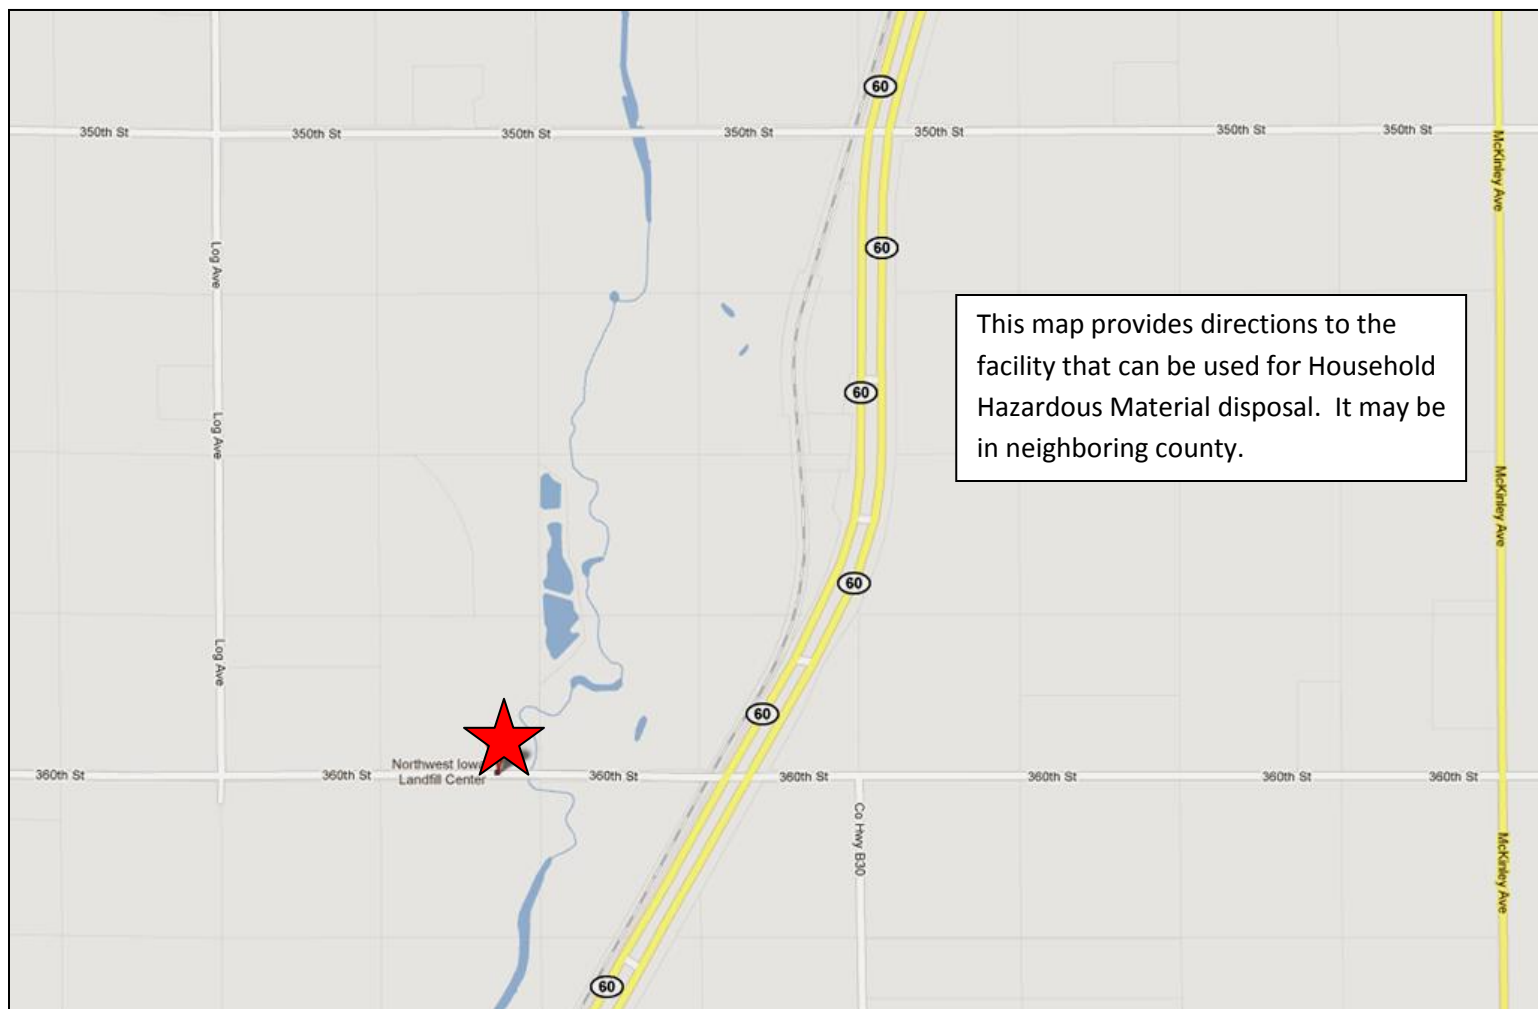 60
350th St
350th St
350th St
350th St
350th St
350th St
350th St
McKinley Ave
Log Ave
60
This map provides directions to the
facility that can be used for Household
Hazardous Material disposal.  It may be
in neighboring county.
60
Log Ave
McKinley Ave
60
Log Ave
60
Northwest Iowa
Landfill Center
360th St
360th St
360th St
360th St
360th St
360th St
360th St
Co Hwy B30
McKinley Ave
60